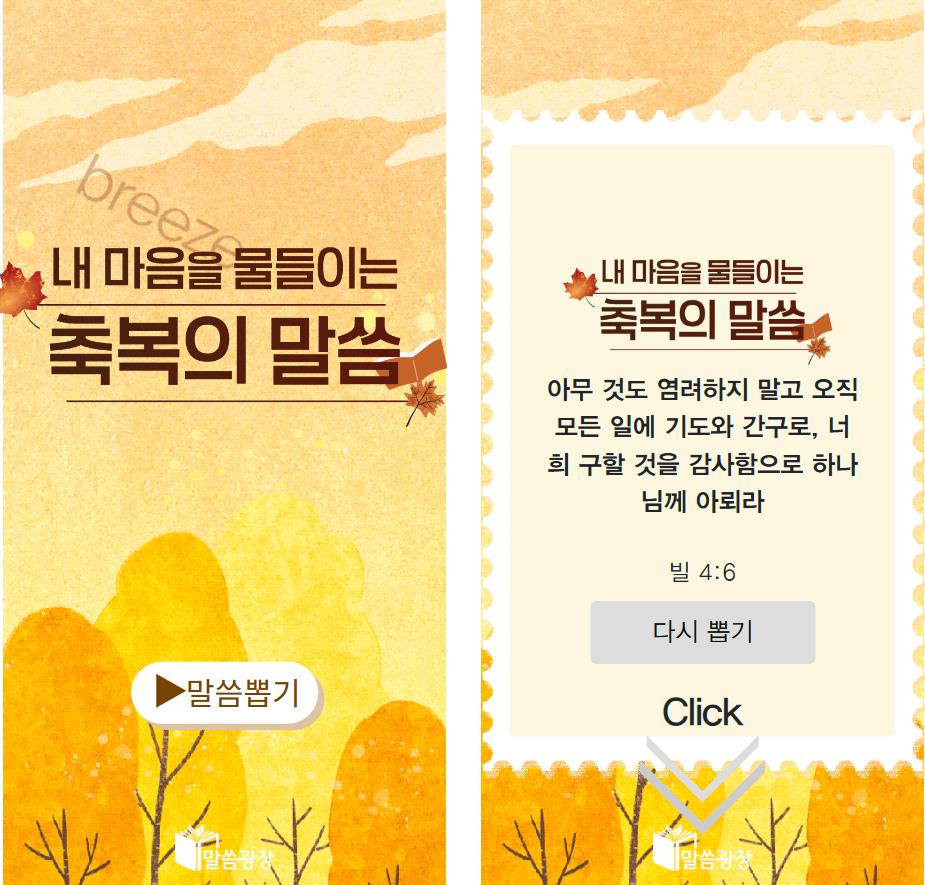 breeze
내 마음을 물들이는
축복의 말씀
▶말씀뽑기
말씀광장
내 마음을 물들이는
축복의 말씀
아무 것도 염려하지 말고 오직
모든 일에 기도와 간구로, 너
희 구할 것을 감사함으로 하나
님께 아뢰라
빌 4:6
다시 뽑기
Click
말씀광장